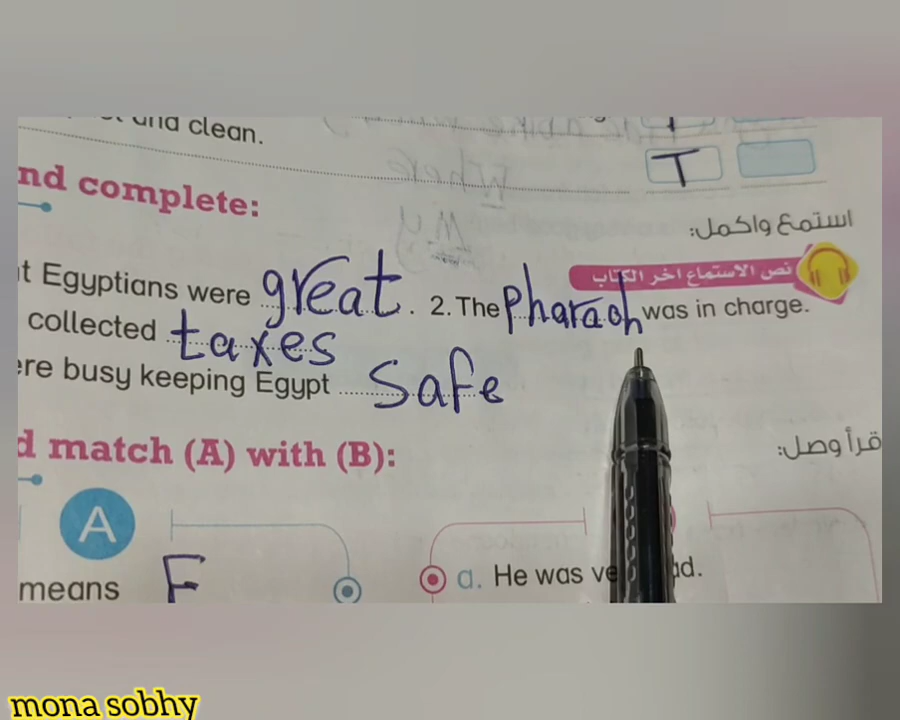 and clean.
T
nd complete:
استمع واكمل:
نص الاستماع اخر الكتاب
t Egyptians were great. 2. The pharaoh was in charge.
collected taxes
ere busy keeping Egypt safe
d match (A) with (B):
قرأ وصل:
A
means F
a. He was ad.
mona sobhy